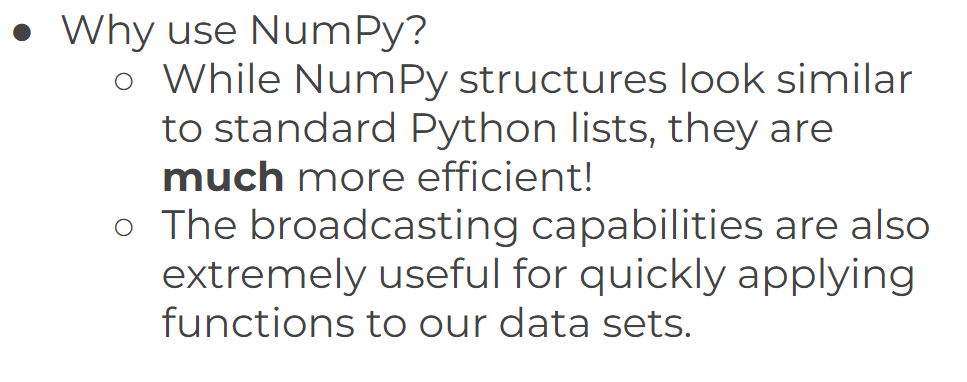 ● Why use NumPy?
○ While NumPy structures look similar
to standard Python lists, they are
much more efficient!
○ The broadcasting capabilities are also
extremely useful for quickly applying
functions to our data sets.